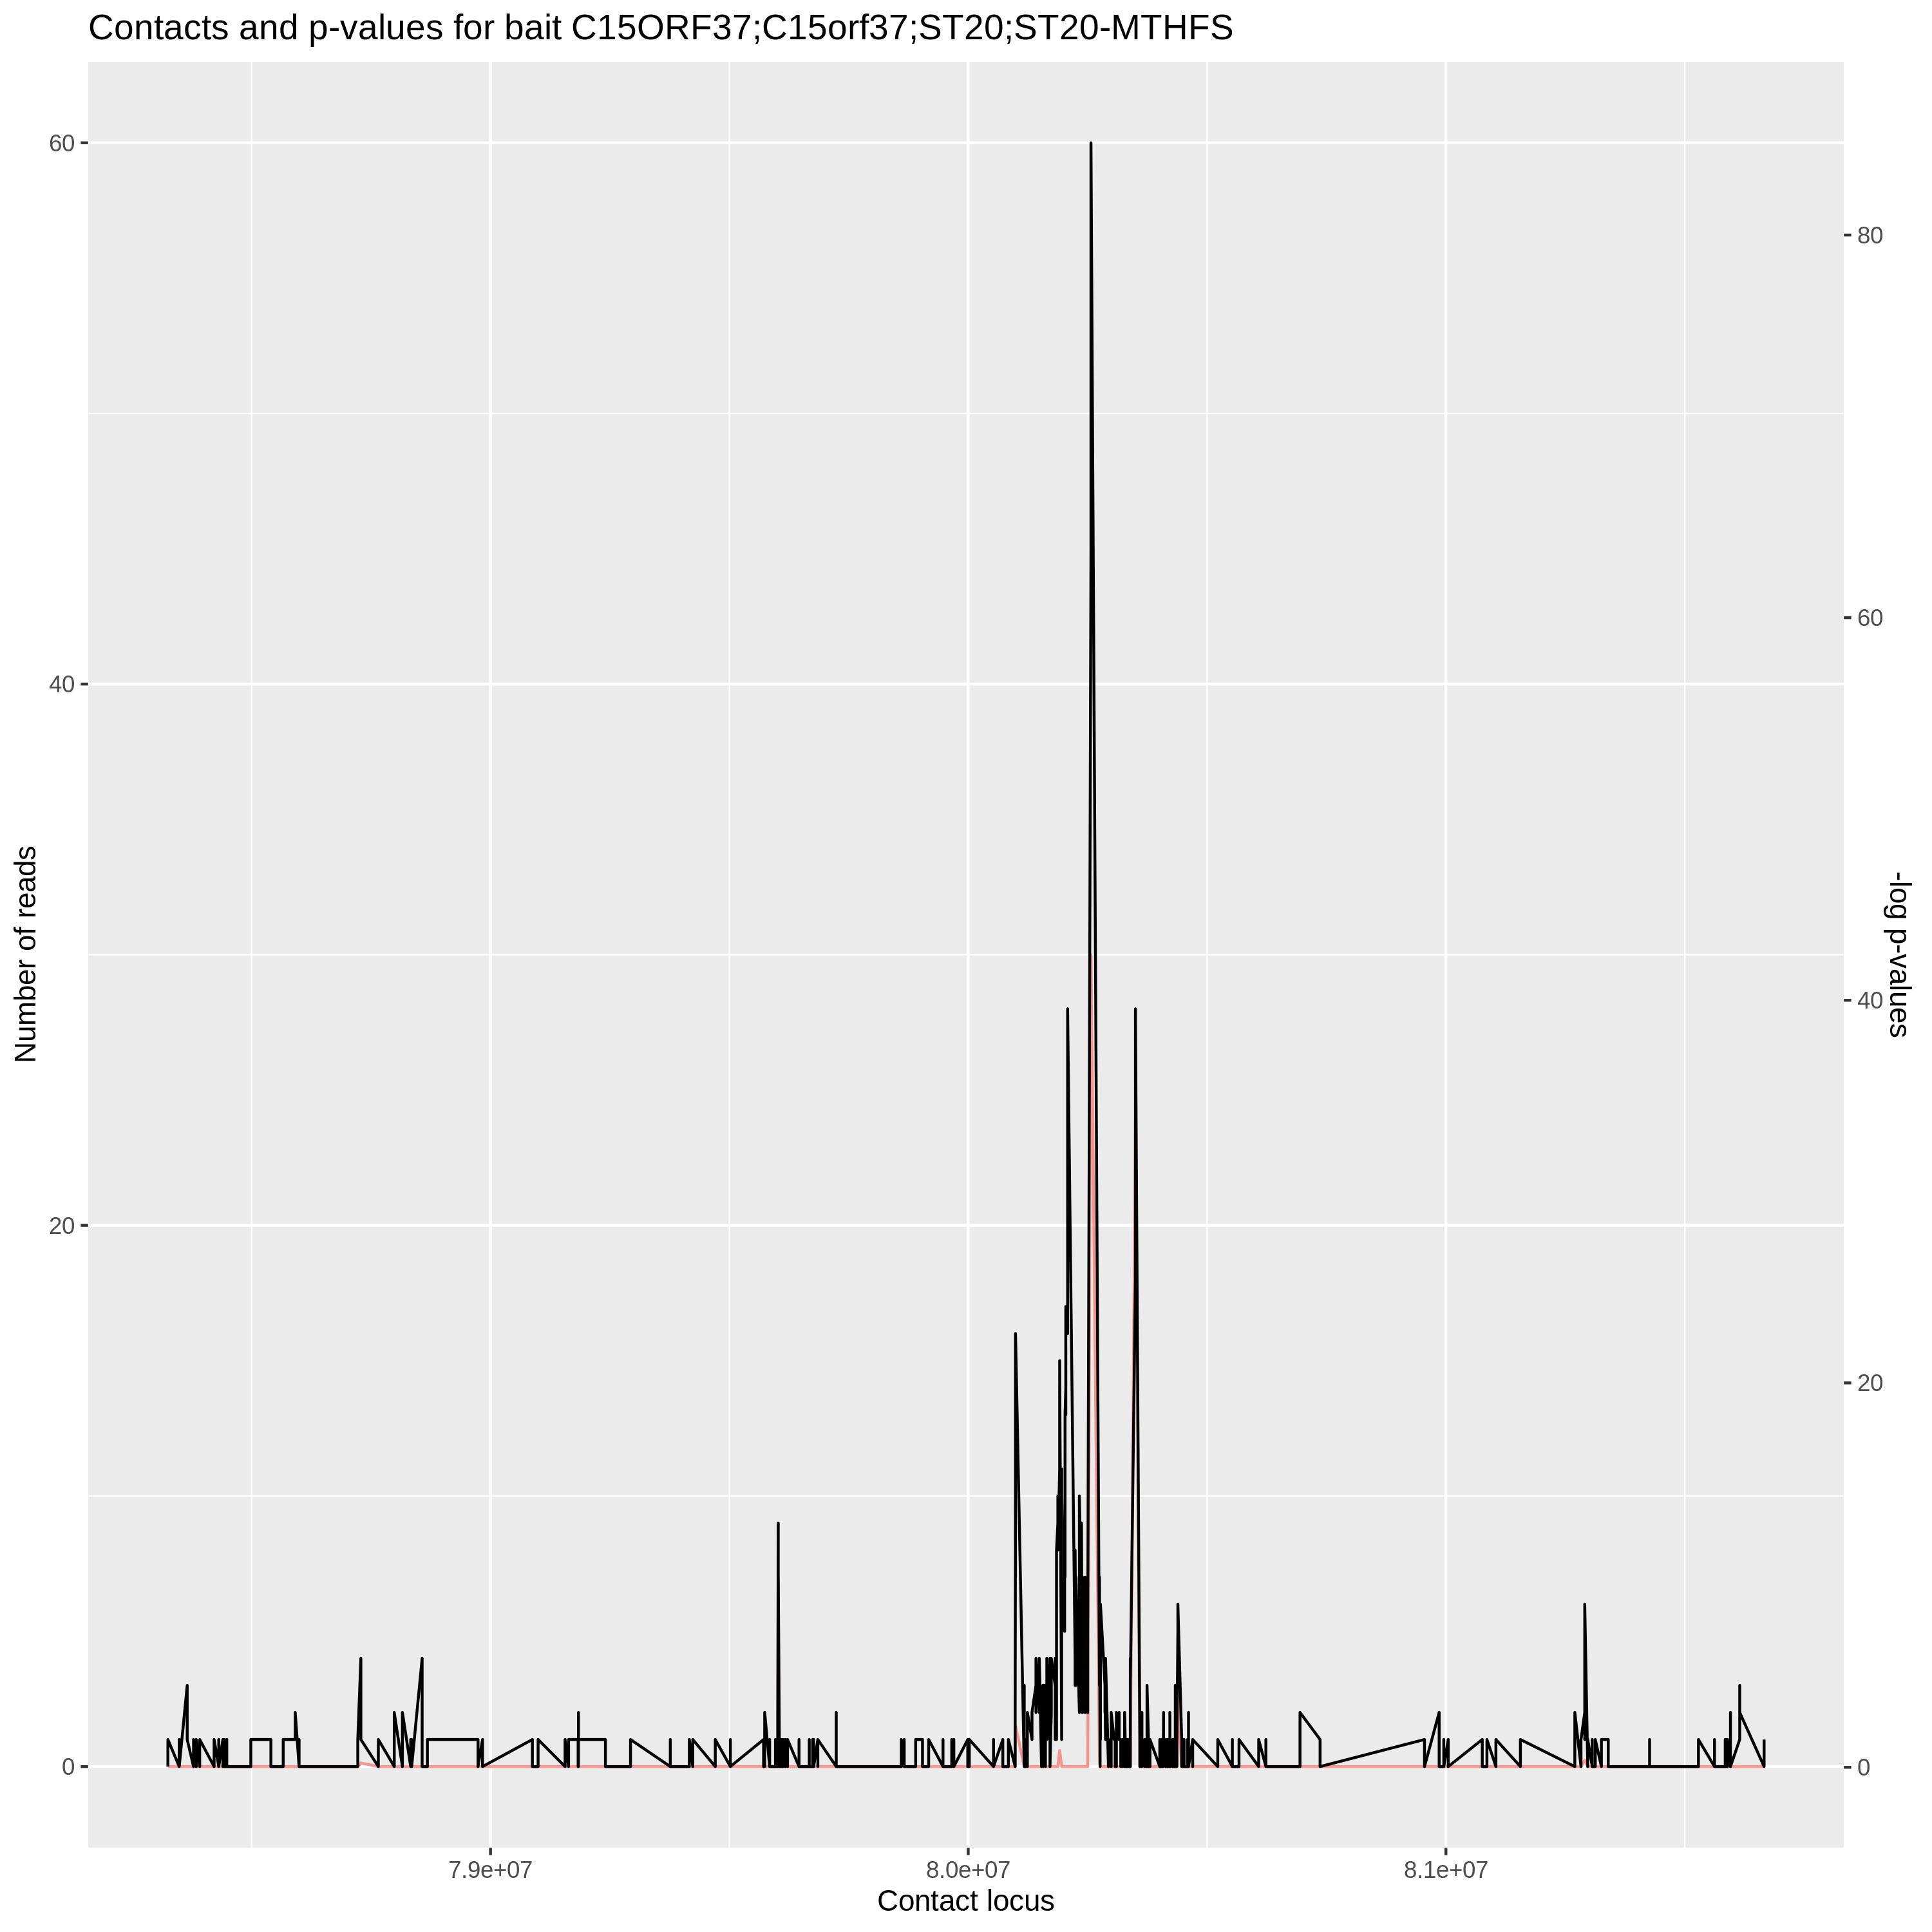 Contacts and p-values for bait C15ORF37;C15orf37;ST20;ST20-MTHFS
60
40
20
0
Number of reads
80
60
40
20
0
-log p-values
7.9e+07
8.0e+07
8.1e+07
Contact locus